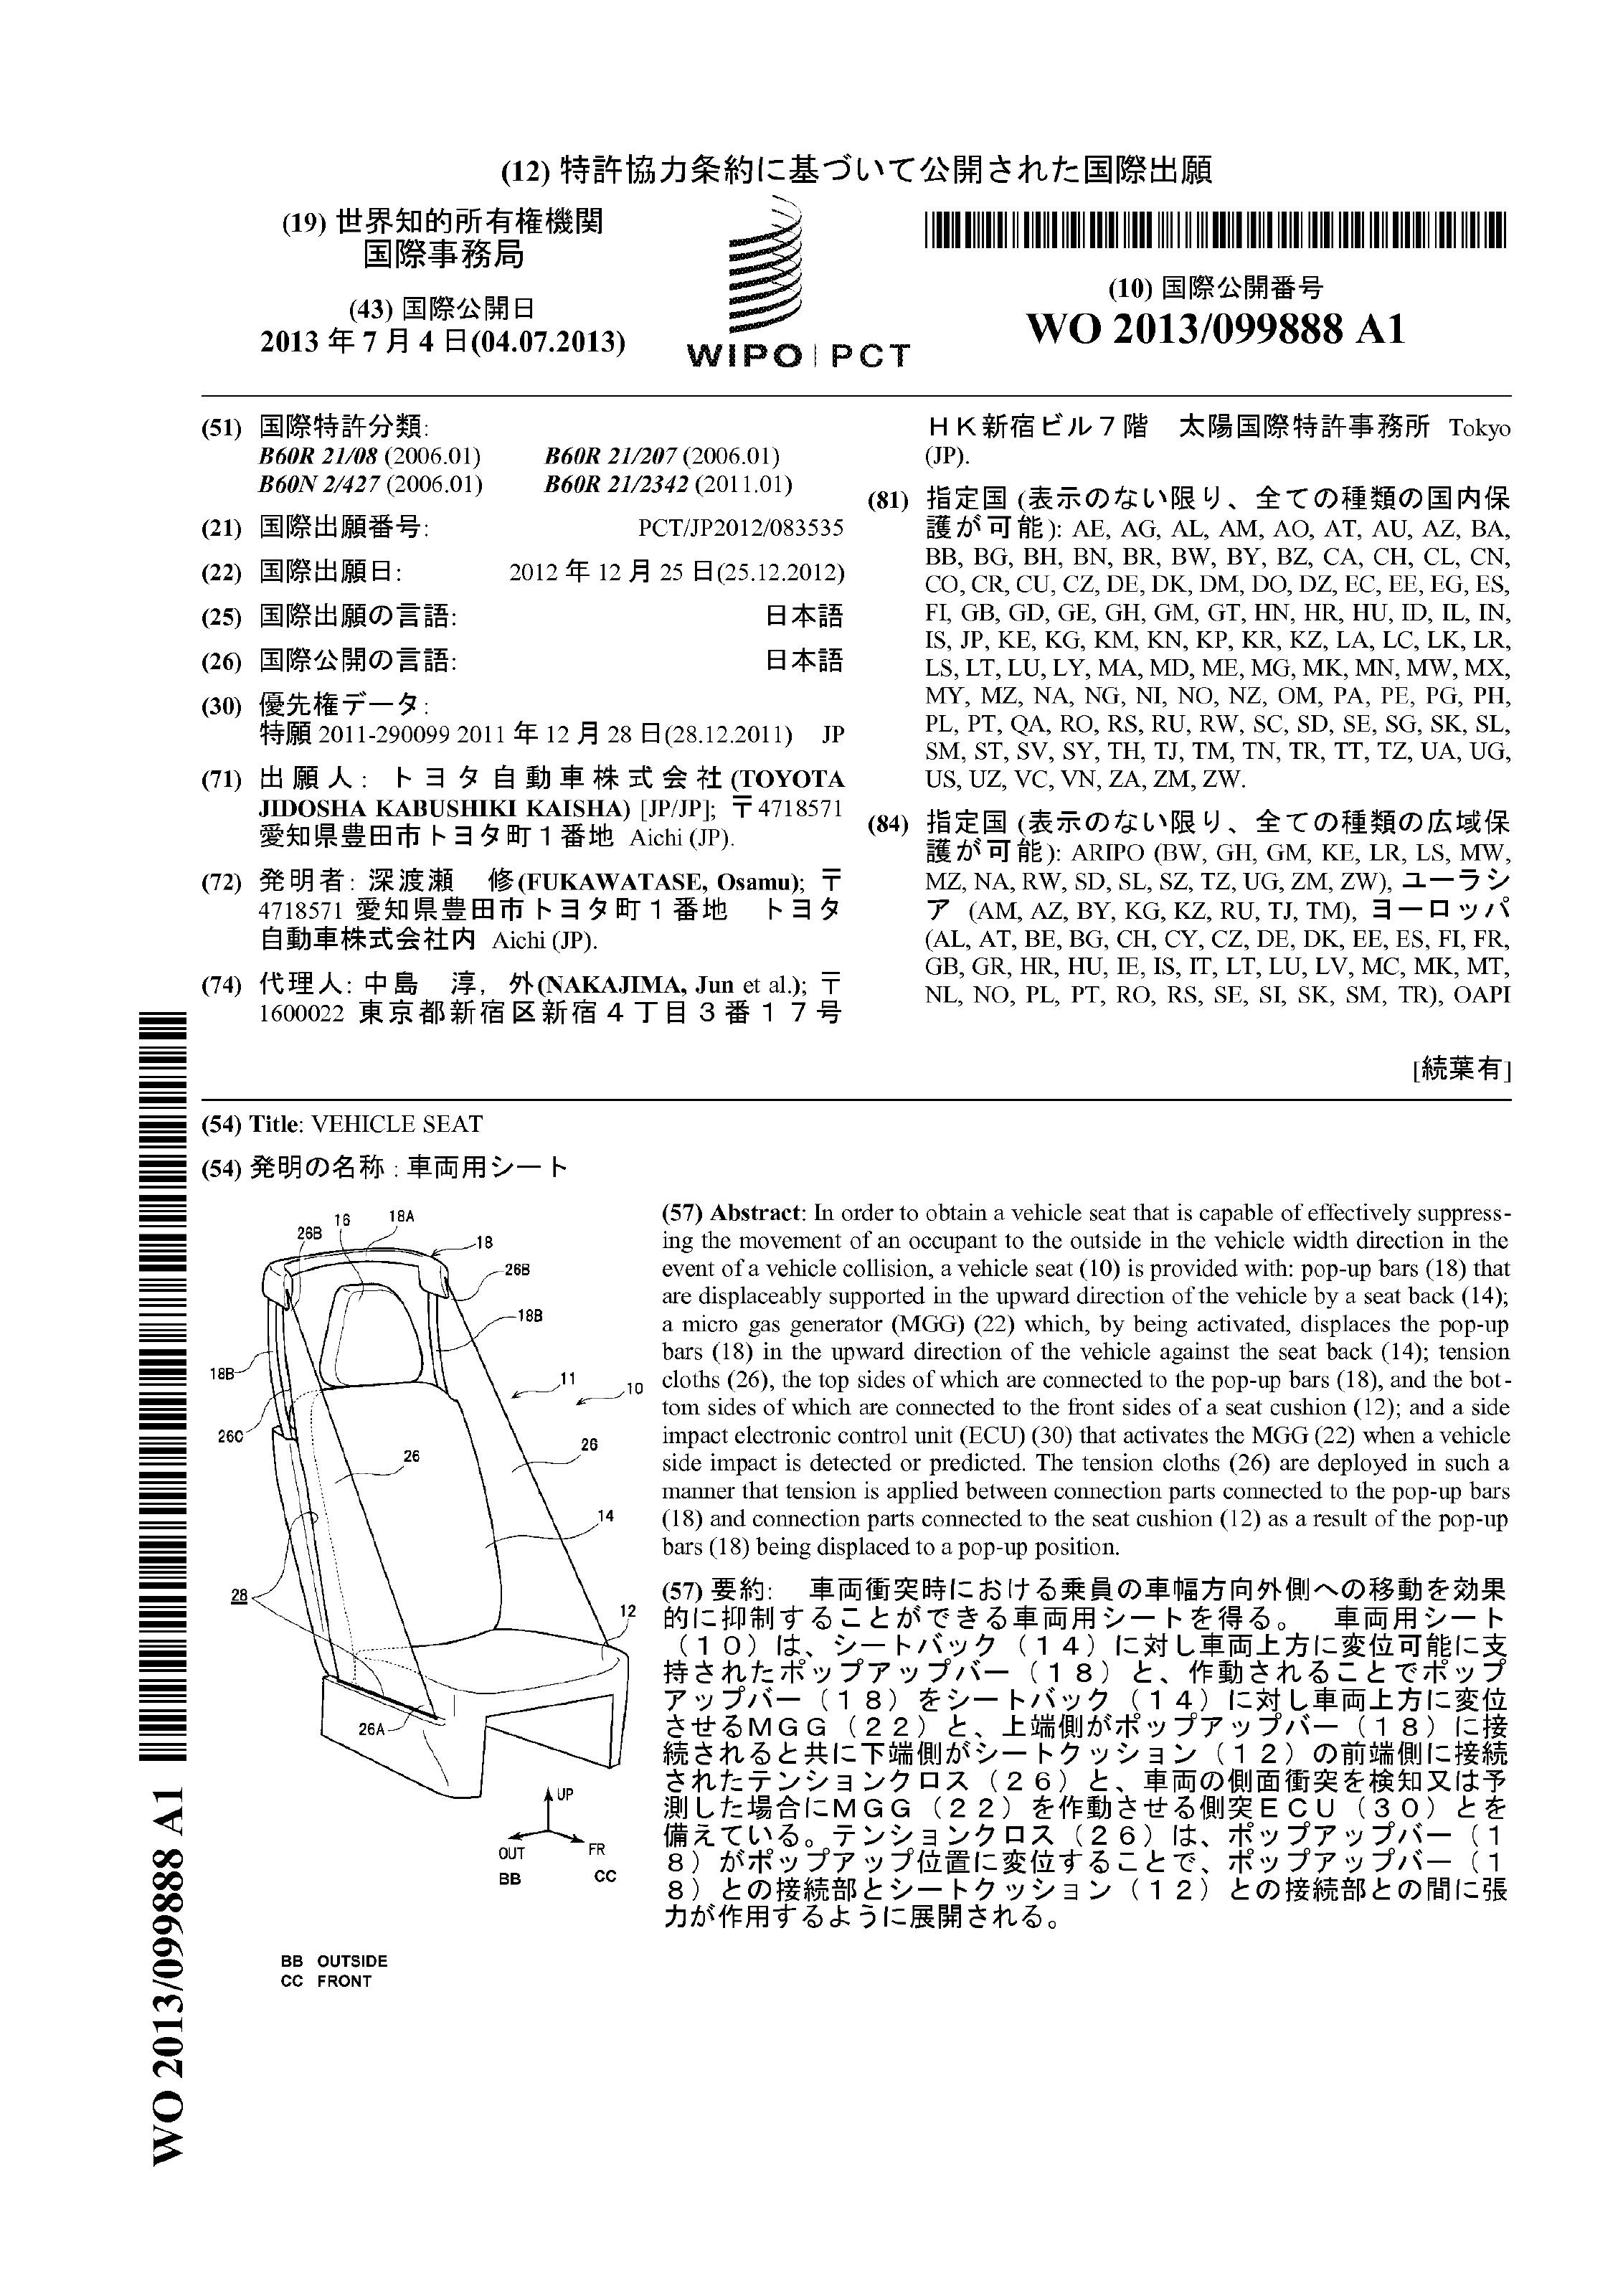 (12) 特許協力条約に基づいて公開された国際出願
(19) 世界知的所有権機関
国際事務局
(43) 国際公開日
2013 年 7 月 4 日(04.07.2013)
WIPO | PCT
(10) 国際公開番号
WO 2013/099888 A1
(51) 国際特許分類:
B60R 21/08 (2006.01) B60R 21/207 (2006.01)
B60N 2/427 (2006.01) B60R 21/2342 (2011.01)
(21) 国際出願番号: PCT/JP2012/083535
(22) 国際出願日: 2012 年 12 月 25 日(25.12.2012)
(25) 国際出願の言語: 日本語
(26) 国際公開の言語: 日本語
(30) 優先権データ:
特願 2011-290099 2011 年 12 月 28 日(28.12.2011) JP
(71) 出願人: トヨタ自動車株式会社(TOYOTA
JIDOSHA KABUSHIKI KAISHA) [JP/JP]; 〒4718571
愛知県豊田市トヨタ町1番地 Aichi (JP).
(72) 発明者: 深渡瀬 修(FUKAWATASE, Osamu); 〒
4718571 愛知県豊田市トヨタ町1番地 トヨタ
自動車株式会社内 Aichi (JP).
(74) 代理人: 中島 淳, 外(NAKAJIMA, Jun et al.); 〒
1600022 東京都新宿区新宿4丁目3番17号
HK新宿ビル7階 太陽国際特許事務所 Tokyo
(JP).
(81) 指定国 (表示のない限り、全ての種類の国内保
護が可能): AE, AG, AL, AM, AO, AT, AU, AZ, BA,
BB, BG, BH, BN, BR, BW, BY, BZ, CA, CH, CL, CN,
CO, CR, CU, CZ, DE, DK, DM, DO, DZ, EC, EE, EG, ES,
FI, GB, GD, GE, GH, GM, GT, HN, HR, HU, ID, IL, IN,
IS, JP, KE, KG, KM, KN, KP, KR, KZ, LA, LC, LK, LR,
LS, LT, LU, LY, MA, MD, ME, MG, MK, MN, MW, MX,
MY, MZ, NA, NG, NI, NO, NZ, OM, PA, PE, PG, PH,
PL, PT, QA, RO, RS, RU, RW, SC, SD, SE, SG, SK, SL,
SM, ST, SV, SY, TH, TJ, TM, TN, TR, TT, TZ, UA, UG,
US, UZ, VC, VN, ZA, ZM, ZW.
(84) 指定国 (表示のない限り、全ての種類の広域保
護が可能): ARIPO (BW, GH, GM, KE, LR, LS, MW,
MZ, NA, RW, SD, SL, SZ, TZ, UG, ZM, ZW), ユーラシ
ア (AM, AZ, BY, KG, KZ, RU, TJ, TM), ヨーロッパ
(AL, AT, BE, BG, CH, CY, CZ, DE, DK, EE, ES, FI, FR,
GB, GR, HR, HU, IE, IS, IT, LT, LU, LV, MC, MK, MT,
NL, NO, PL, PT, RO, RS, SE, SI, SK, SM, TR), OAPI
[続葉有]
(54) Title: VEHICLE SEAT
(54) 発明の名称 : 車両用シート
16
18A
26B
18
26B
18B
18B
11
10
26C
26
26
14
28
12
26A
UP
OUT
FR
BB
CC
BB OUTSIDE
CC FRONT
(57) Abstract: In order to obtain a vehicle seat that is capable of effectively suppress-
ing the movement of an occupant to the outside in the vehicle width direction in the
event of a vehicle collision, a vehicle seat (10) is provided with: pop-up bars (18) that
are displaceably supported in the upward direction of the vehicle by a seat back (14);
a micro gas generator (MGG) (22) which, by being activated, displaces the pop-up
bars (18) in the upward direction of the vehicle against the seat back (14); tension
cloths (26), the top sides of which are connected to the pop-up bars (18), and the bot-
tom sides of which are connected to the front sides of a seat cushion (12); and a side
impact electronic control unit (ECU) (30) that activates the MGG (22) when a vehicle
side impact is detected or predicted. The tension cloths (26) are deployed in such a
manner that tension is applied between connection parts connected to the pop-up bars
(18) and connection parts connected to the seat cushion (12) as a result of the pop-up
bars (18) being displaced to a pop-up position.
(57) 要約: 車両衝突時における乗員の車幅方向外側への移動を効果
的に抑制することができる車両用シートを得る。 車両用シート
(10)は、シートバック(14)に対し車両上方に変位可能に支
持されたポップアップバー(18)と、作動されることでポップ
アップバー(18)をシートバック(14)に対し車両上方に変位
させるMGG(22)と、上端側がポップアップバー(18)に接
続されると共に下端側がシートクッション(12)の前端側に接続
されたテンションクロス(26)と、車両の側面衝突を検知又は予
測した場合にMGG(22)を作動させる側突ECU(30)とを
備えている。テンションクロス(26)は、ポップアップバー(1
8)がポップアップ位置に変位することで、ポップアップバー(1
8)との接続部とシートクッション(12)との接続部との間に張
力が作用するように展開される。
WO 2013/099888 A1